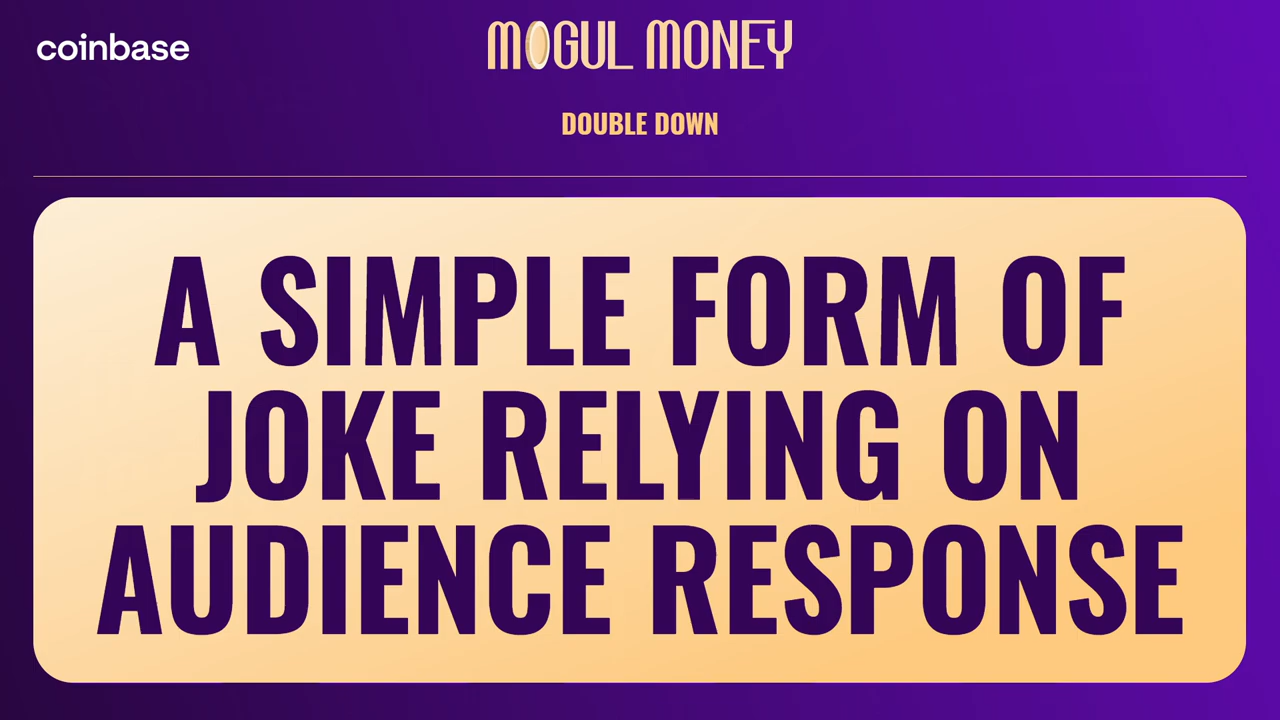 coinbase
MOGUL MONEY
DOUBLE DOWN
A SIMPLE FORM OF
JOKE RELYING ON
AUDIENCE RESPONSE